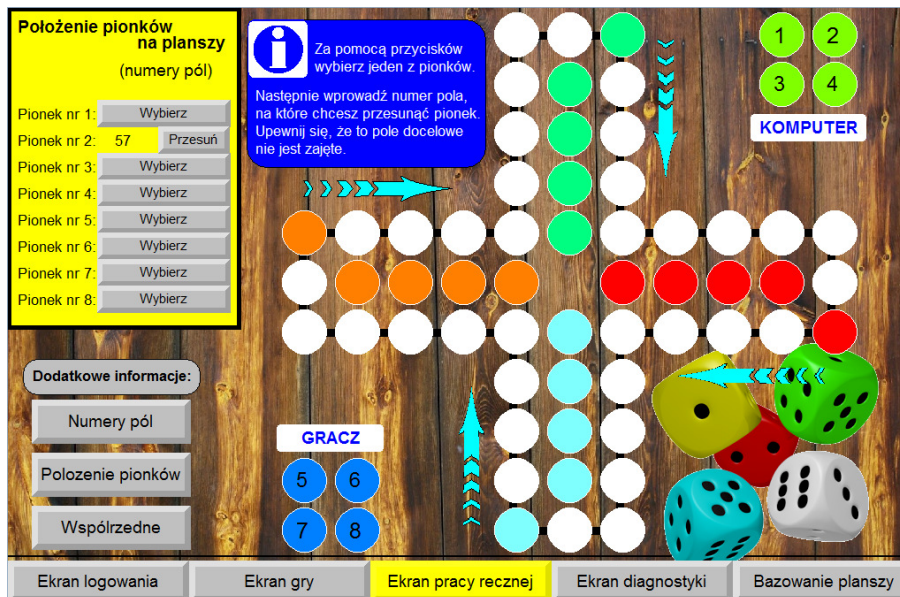 Położenie pionków
na planszy
(numery pól)
Pionek nr 1: Wybierz
Pionek nr 2: 57 Przesuń
Pionek nr 3: Wybierz
Pionek nr 4: Wybierz
Pionek nr 5: Wybierz
Pionek nr 6: Wybierz
Pionek nr 7: Wybierz
Pionek nr 8: Wybierz
i
Za pomocą przycisków
wybierz jeden z pionków.
Następnie wprowadź numer pola,
na które chcesz przesunąć pionek.
Upewnij się, że to pole docelowe
nie jest zajęte.
1 2
3 4
KOMPUTER
Dodatkowe informacje:
Numery pól
Polozenie pionków
Wspólrzedne
GRACZ
5 6
7 8
Ekran logowania Ekran gry Ekran pracy recznej Ekran diagnostyki Bazowanie planszy